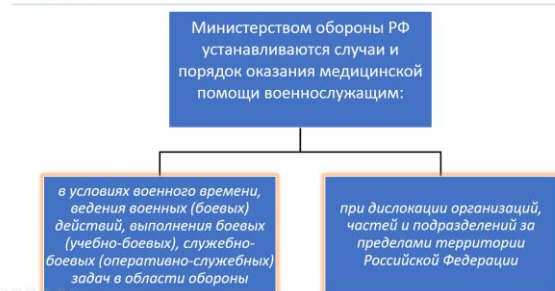 Министерством обороны РФ
устанавливаются случаи и
порядок оказания медицинской
помощи военнослужащим:
в условиях военного времени,
ведения военных (боевых)
действий, выполнения боевых
(учебно-боевых), служебно-
боевых (оперативно-служебных)
задач в области обороны
при дислокации организаций,
частей и подразделений за
пределами территории
Российской Федерации